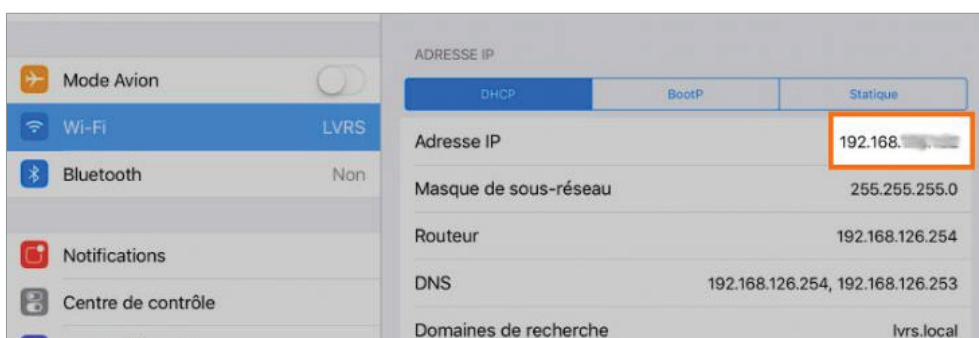 Mode Avion
Wi-Fi LVRS
Bluetooth Non
Notifications
Centre de contrôle
ADRESSE IP
DHCP BootP Statique
Adresse IP 192.168.
Masque de sous-réseau 255.255.255.0
Routeur 192.168.126.254
DNS 192.168.126.254, 192.168.126.253
Domaines de recherche lvrs.local